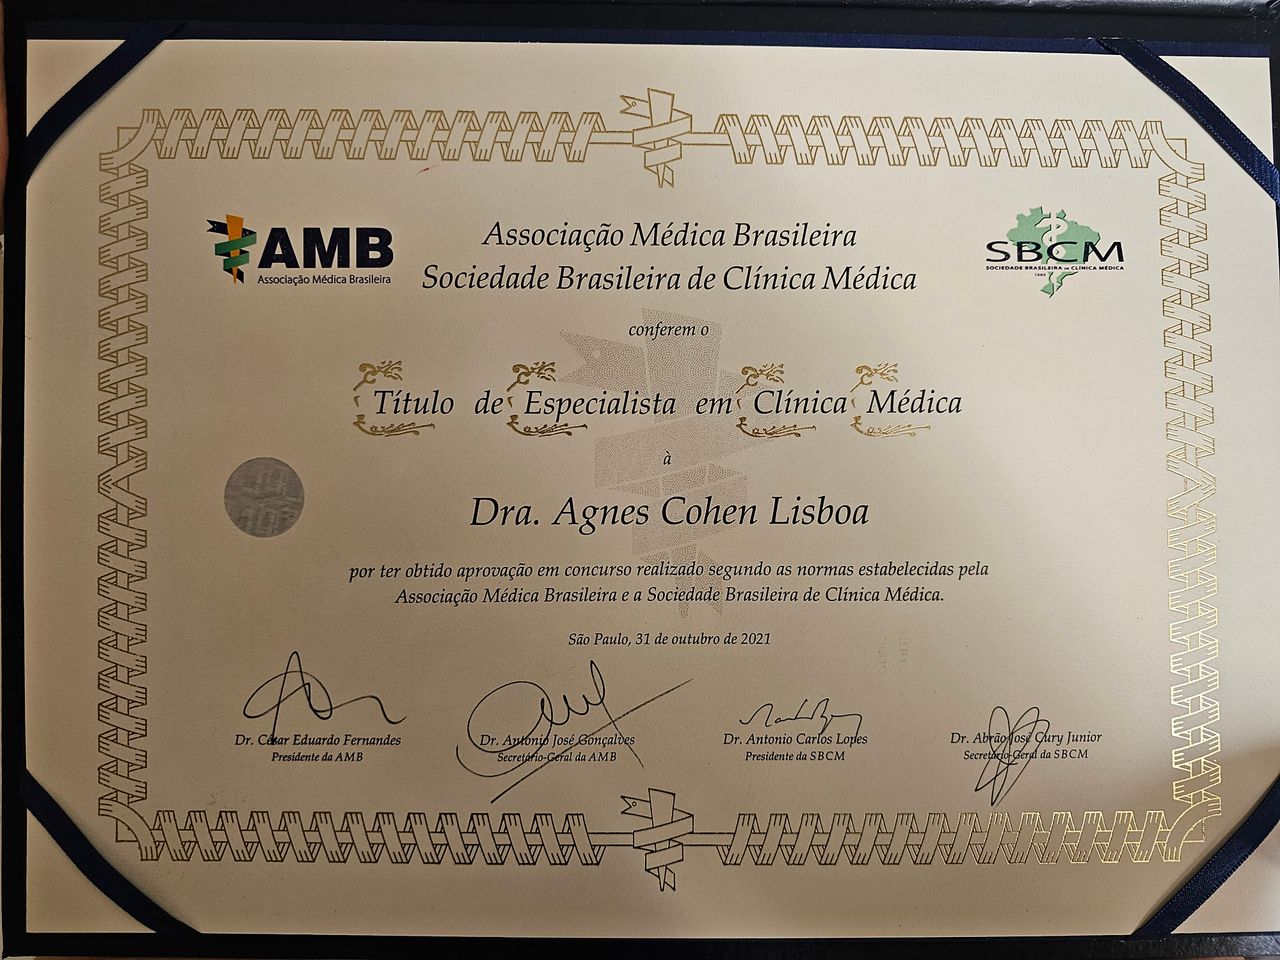 AMB
Associação Médica Brasileira
Associação Médica Brasileira
Sociedade Brasileira de Clínica Médica
SBCM
SOCIEDADE BRASILEIRA DE CLÍNICA MÉDICA
1989
conferem o
Título de Especialista em Clínica Médica
à
Dra. Agnes Cohen Lisboa
por ter obtido aprovação em concurso realizado segundo as normas estabelecidas pela
Associação Médica Brasileira e a Sociedade Brasileira de Clínica Médica.
São Paulo, 31 de outubro de 2021
Dr. César Eduardo Fernandes
Presidente da AMB
Dr. Antônio José Gonçalves
Secretário-Geral da AMB
Dr. Antonio Carlos Lopes
Presidente da SBCM
Dr. Abrão José Cury Junior
Secretário-Geral da SBCM